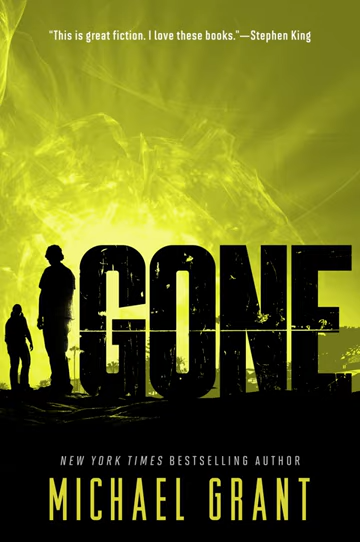 “This is great fiction. I love these books.”—Stephen King
GONE
NEW YORK TIMES BESTSELLING AUTHOR
MICHAEL GRANT